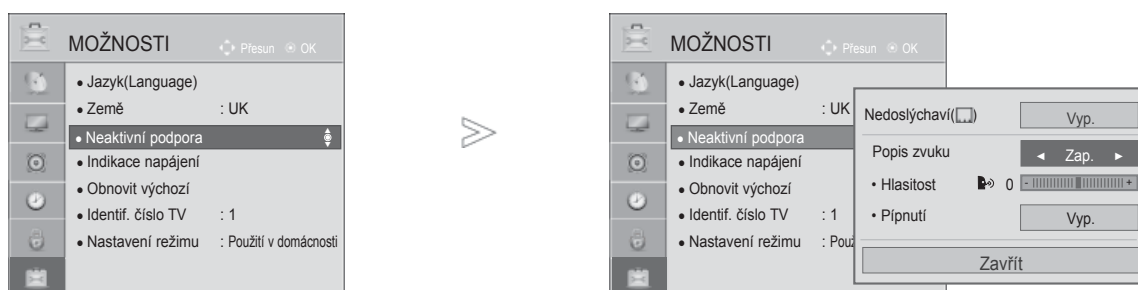 MOŽNOSTI Přesun OK
• Jazyk(Language)
• Země : UK
• Neaktivní podpora
• Indikace napájení
• Obnovit výchozí
• Identif. číslo TV : 1
• Nastavení režimu : Použití v domácnosti
MOŽNOSTI Přesun OK
• Jazyk(Language)
• Země : UK
• Neaktivní podpora
• Indikace napájení
• Obnovit výchozí
• Identif. číslo TV : 1
• Nastavení režimu : Použ
Nedoslýchaví( ) Vyp.
Popis zvuku ◄ Zap. ►
• Hlasitost 0 - +
• Pípnutí Vyp.
Zavřít